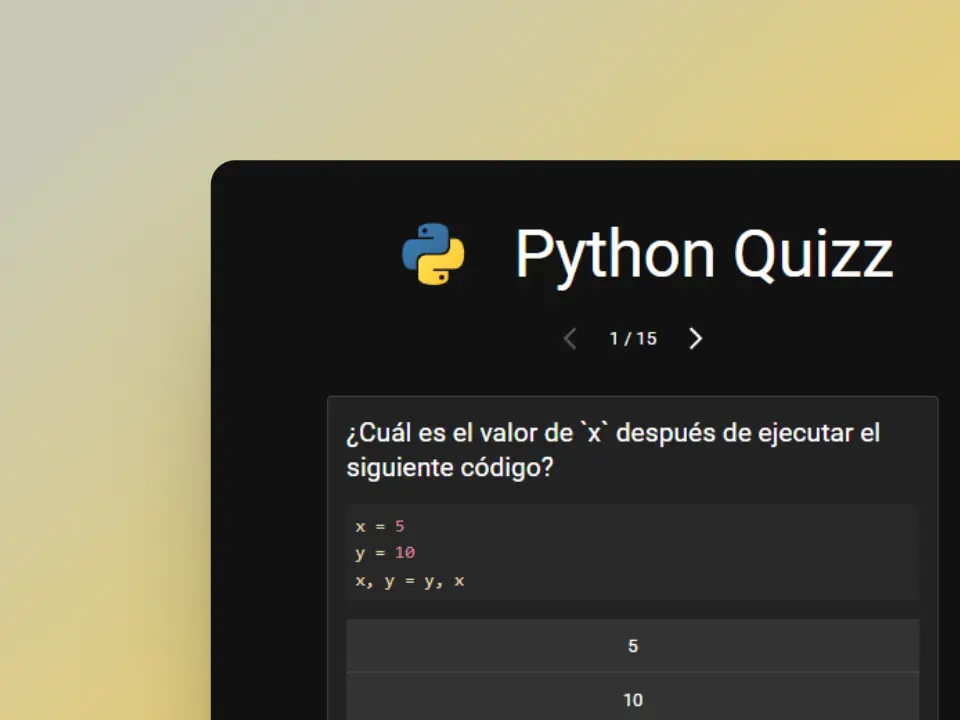 Python Quizz
1 / 15
¿Cuál es el valor de `x` después de ejecutar el
siguiente código?
x = 5
y = 10
x, y = y, x
5
10